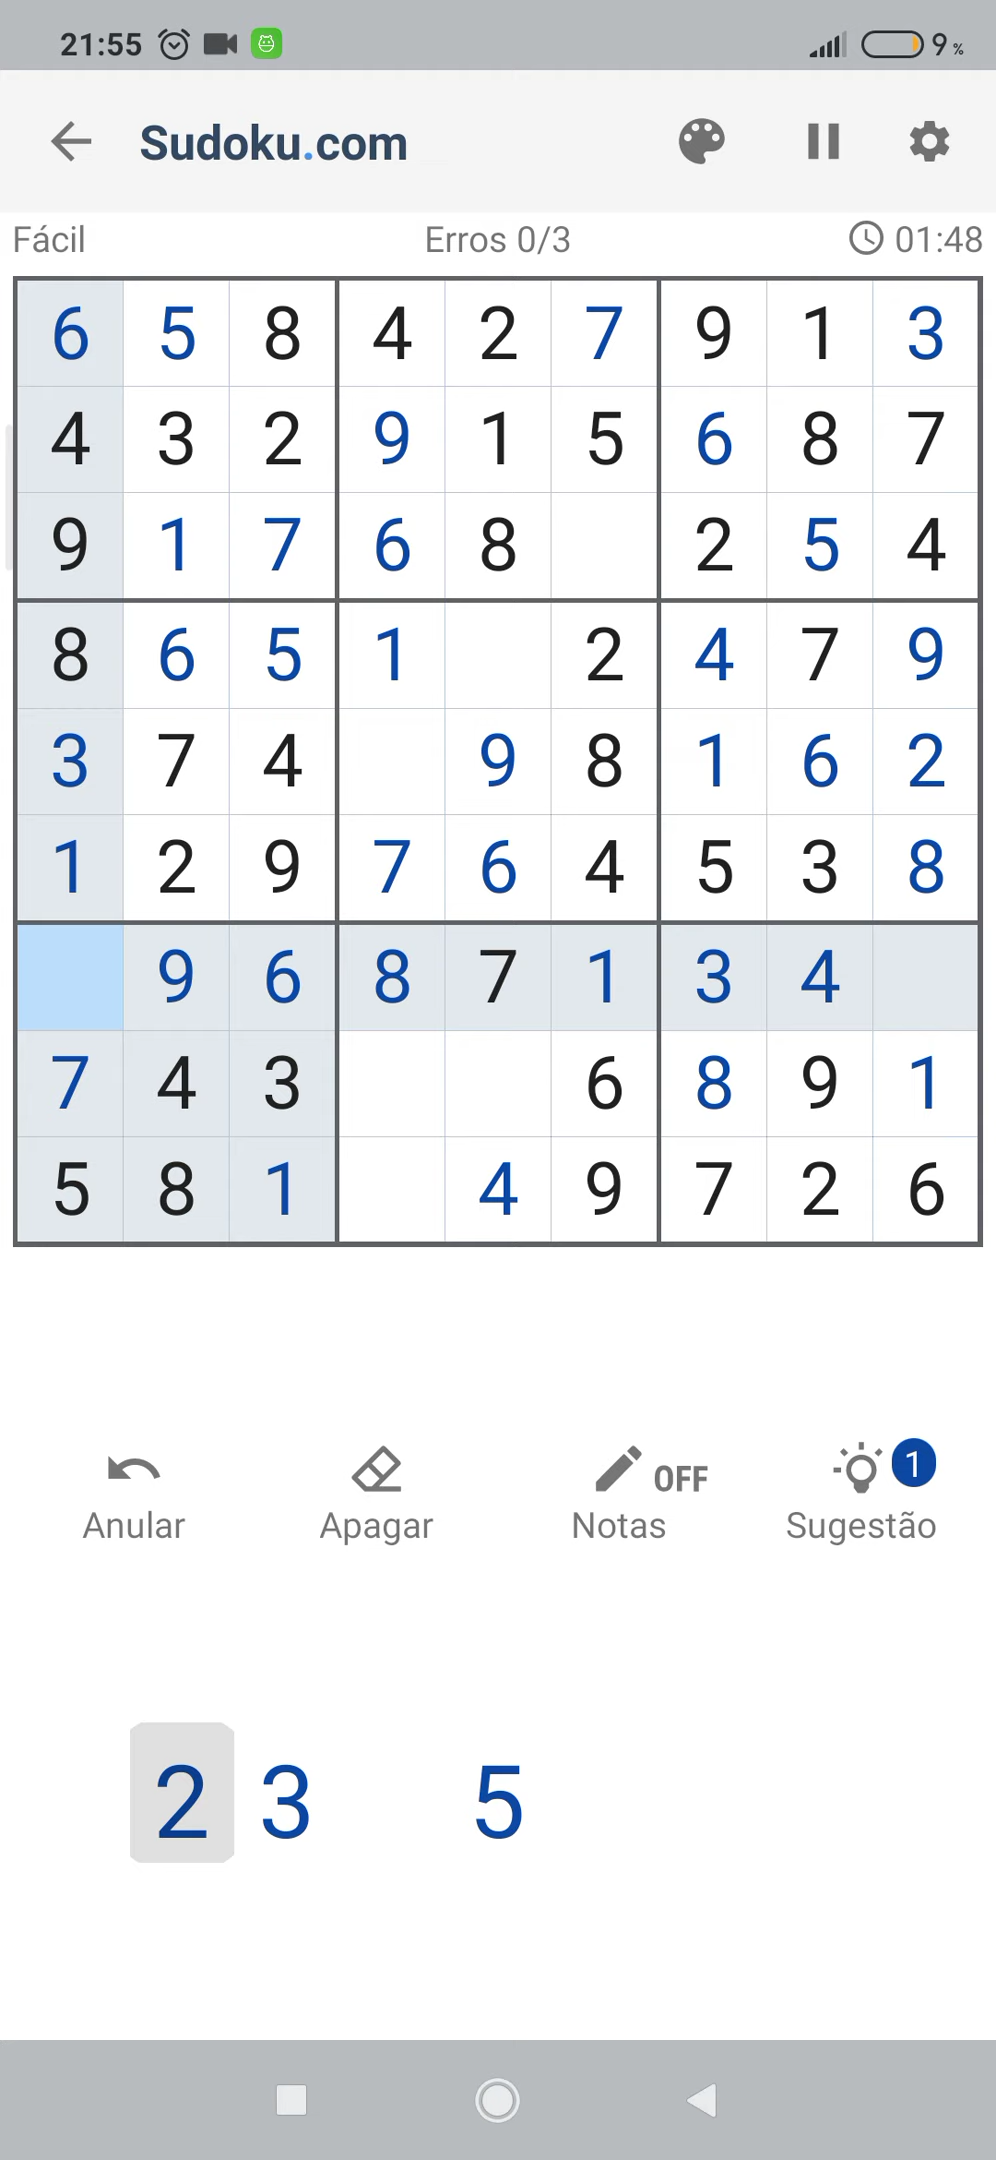 21:55 9 %
Sudoku.com
Fácil Erros 0/3 01:48
6 5 8 4 2 7 9 1 3
4 3 2 9 1 5 6 8 7
9 1 7 6 8 2 5 4
8 6 5 1 2 4 7 9
3 7 4 9 8 1 6 2
1 2 9 7 6 4 5 3 8
9 6 8 7 1 3 4
7 4 3 6 8 9 1
5 8 1 4 9 7 2 6
OFF 1
Anular Apagar Notas Sugestão
2 3 5